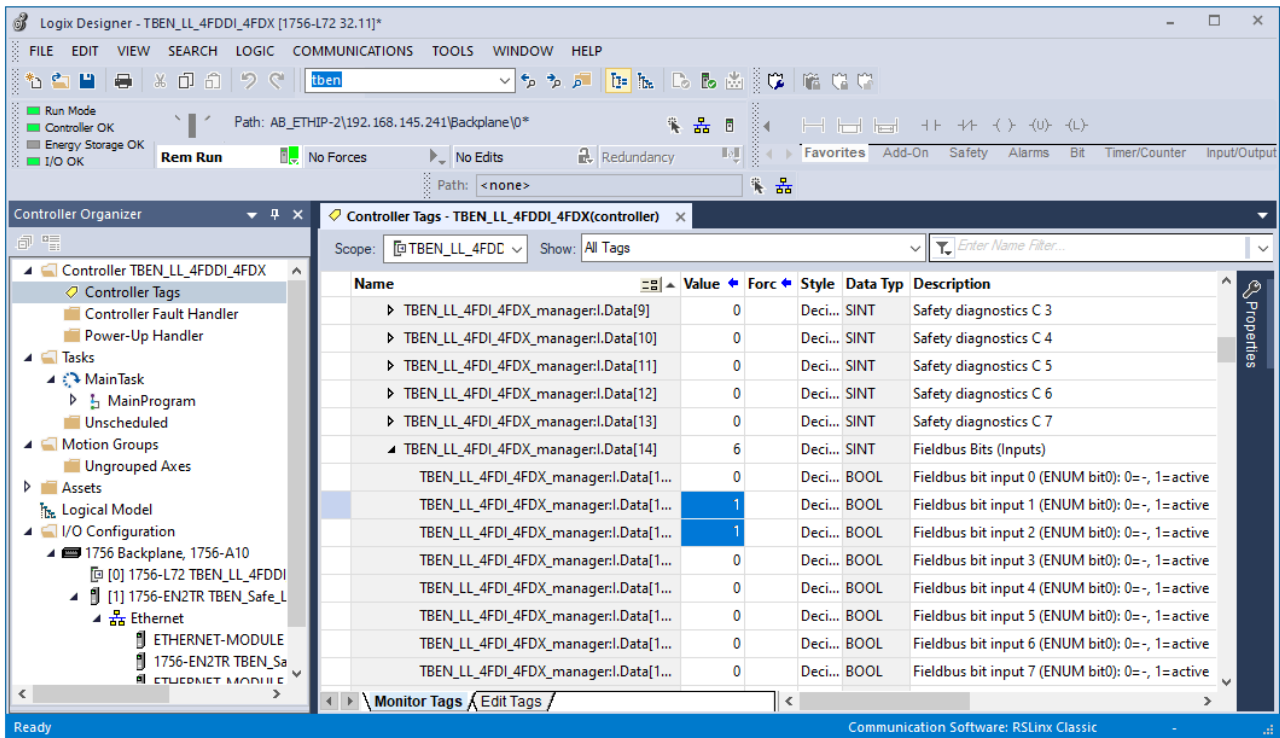 Logix Designer - TBEN_LL_4FDDI_4FDX [1756-L72 32.11]*
FILE EDIT VIEW SEARCH LOGIC COMMUNICATIONS TOOLS WINDOW HELP
tben
Run Mode
Controller OK
Energy Storage OK
I/O OK
Path: AB_ETHIP-2\192.168.145.241\Backplane\0*
Rem Run No Forces No Edits Redundancy
Favorites Add-On Safety Alarms Bit Timer/Counter Input/Output
Path: <none>
Controller Organizer
Controller TBEN_LL_4FDDI_4FDX
Controller Tags
Controller Fault Handler
Power-Up Handler
Tasks
MainTask
MainProgram
Unscheduled
Motion Groups
Ungrouped Axes
Assets
Logical Model
I/O Configuration
1756 Backplane, 1756-A10
[0] 1756-L72 TBEN_LL_4FDDI
[1] 1756-EN2TR TBEN_Safe_L
Ethernet
ETHERNET-MODULE
1756-EN2TR TBEN_Sa
ETHERNET-MODULE
Controller Tags - TBEN_LL_4FDDI_4FDX(controller)
Scope: TBEN_LL_4FDC Show: All Tags Enter Name Filter...
Name Value Forc Style Data Typ Description
TBEN_LL_4FDI_4FDX_manager:I.Data[9] 0 Deci... SINT Safety diagnostics C 3
TBEN_LL_4FDI_4FDX_manager:I.Data[10] 0 Deci... SINT Safety diagnostics C 4
TBEN_LL_4FDI_4FDX_manager:I.Data[11] 0 Deci... SINT Safety diagnostics C 5
TBEN_LL_4FDI_4FDX_manager:I.Data[12] 0 Deci... SINT Safety diagnostics C 6
TBEN_LL_4FDI_4FDX_manager:I.Data[13] 0 Deci... SINT Safety diagnostics C 7
TBEN_LL_4FDI_4FDX_manager:I.Data[14] 6 Deci... SINT Fieldbus Bits (Inputs)
TBEN_LL_4FDI_4FDX_manager:I.Data[1... 0 Deci... BOOL Fieldbus bit input 0 (ENUM bit0): 0=-, 1=active
TBEN_LL_4FDI_4FDX_manager:I.Data[1... 1 Deci... BOOL Fieldbus bit input 1 (ENUM bit0): 0=-, 1=active
TBEN_LL_4FDI_4FDX_manager:I.Data[1... 1 Deci... BOOL Fieldbus bit input 2 (ENUM bit0): 0=-, 1=active
TBEN_LL_4FDI_4FDX_manager:I.Data[1... 0 Deci... BOOL Fieldbus bit input 3 (ENUM bit0): 0=-, 1=active
TBEN_LL_4FDI_4FDX_manager:I.Data[1... 0 Deci... BOOL Fieldbus bit input 4 (ENUM bit0): 0=-, 1=active
TBEN_LL_4FDI_4FDX_manager:I.Data[1... 0 Deci... BOOL Fieldbus bit input 5 (ENUM bit0): 0=-, 1=active
TBEN_LL_4FDI_4FDX_manager:I.Data[1... 0 Deci... BOOL Fieldbus bit input 6 (ENUM bit0): 0=-, 1=active
TBEN_LL_4FDI_4FDX_manager:I.Data[1... 0 Deci... BOOL Fieldbus bit input 7 (ENUM bit0): 0=-, 1=active
Properties
Monitor Tags Edit Tags
Ready Communication Software: RSLinx Classic -